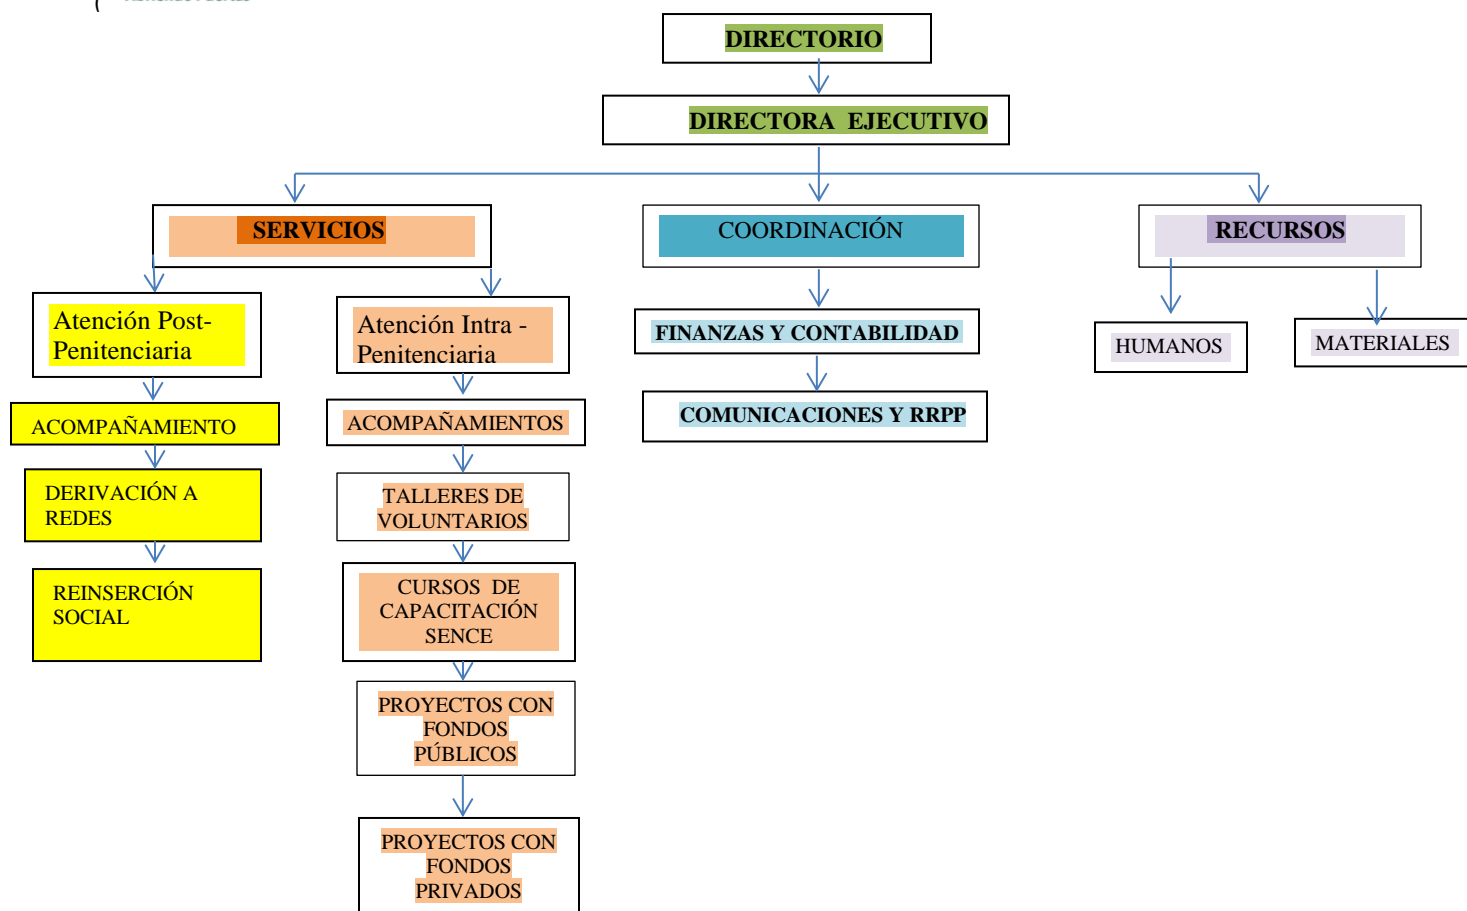 DIRECTORIO
DIRECTORA EJECUTIVO
SERVICIOS
COORDINACIÓN
RECURSOS
Atención Post-
Penitenciaria
Atención Intra -
Penitenciaria
FINANZAS Y CONTABILIDAD
HUMANOS
MATERIALES
ACOMPAÑAMIENTO
ACOMPAÑAMIENTOS
COMUNICACIONES Y RRPP
DERIVACIÓN A
REDES
TALLERES DE
VOLUNTARIOS
REINSERCIÓN
SOCIAL
CURSOS DE
CAPACITACIÓN
SENCE
PROYECTOS CON
FONDOS
PÚBLICOS
PROYECTOS CON
FONDOS
PRIVADOS